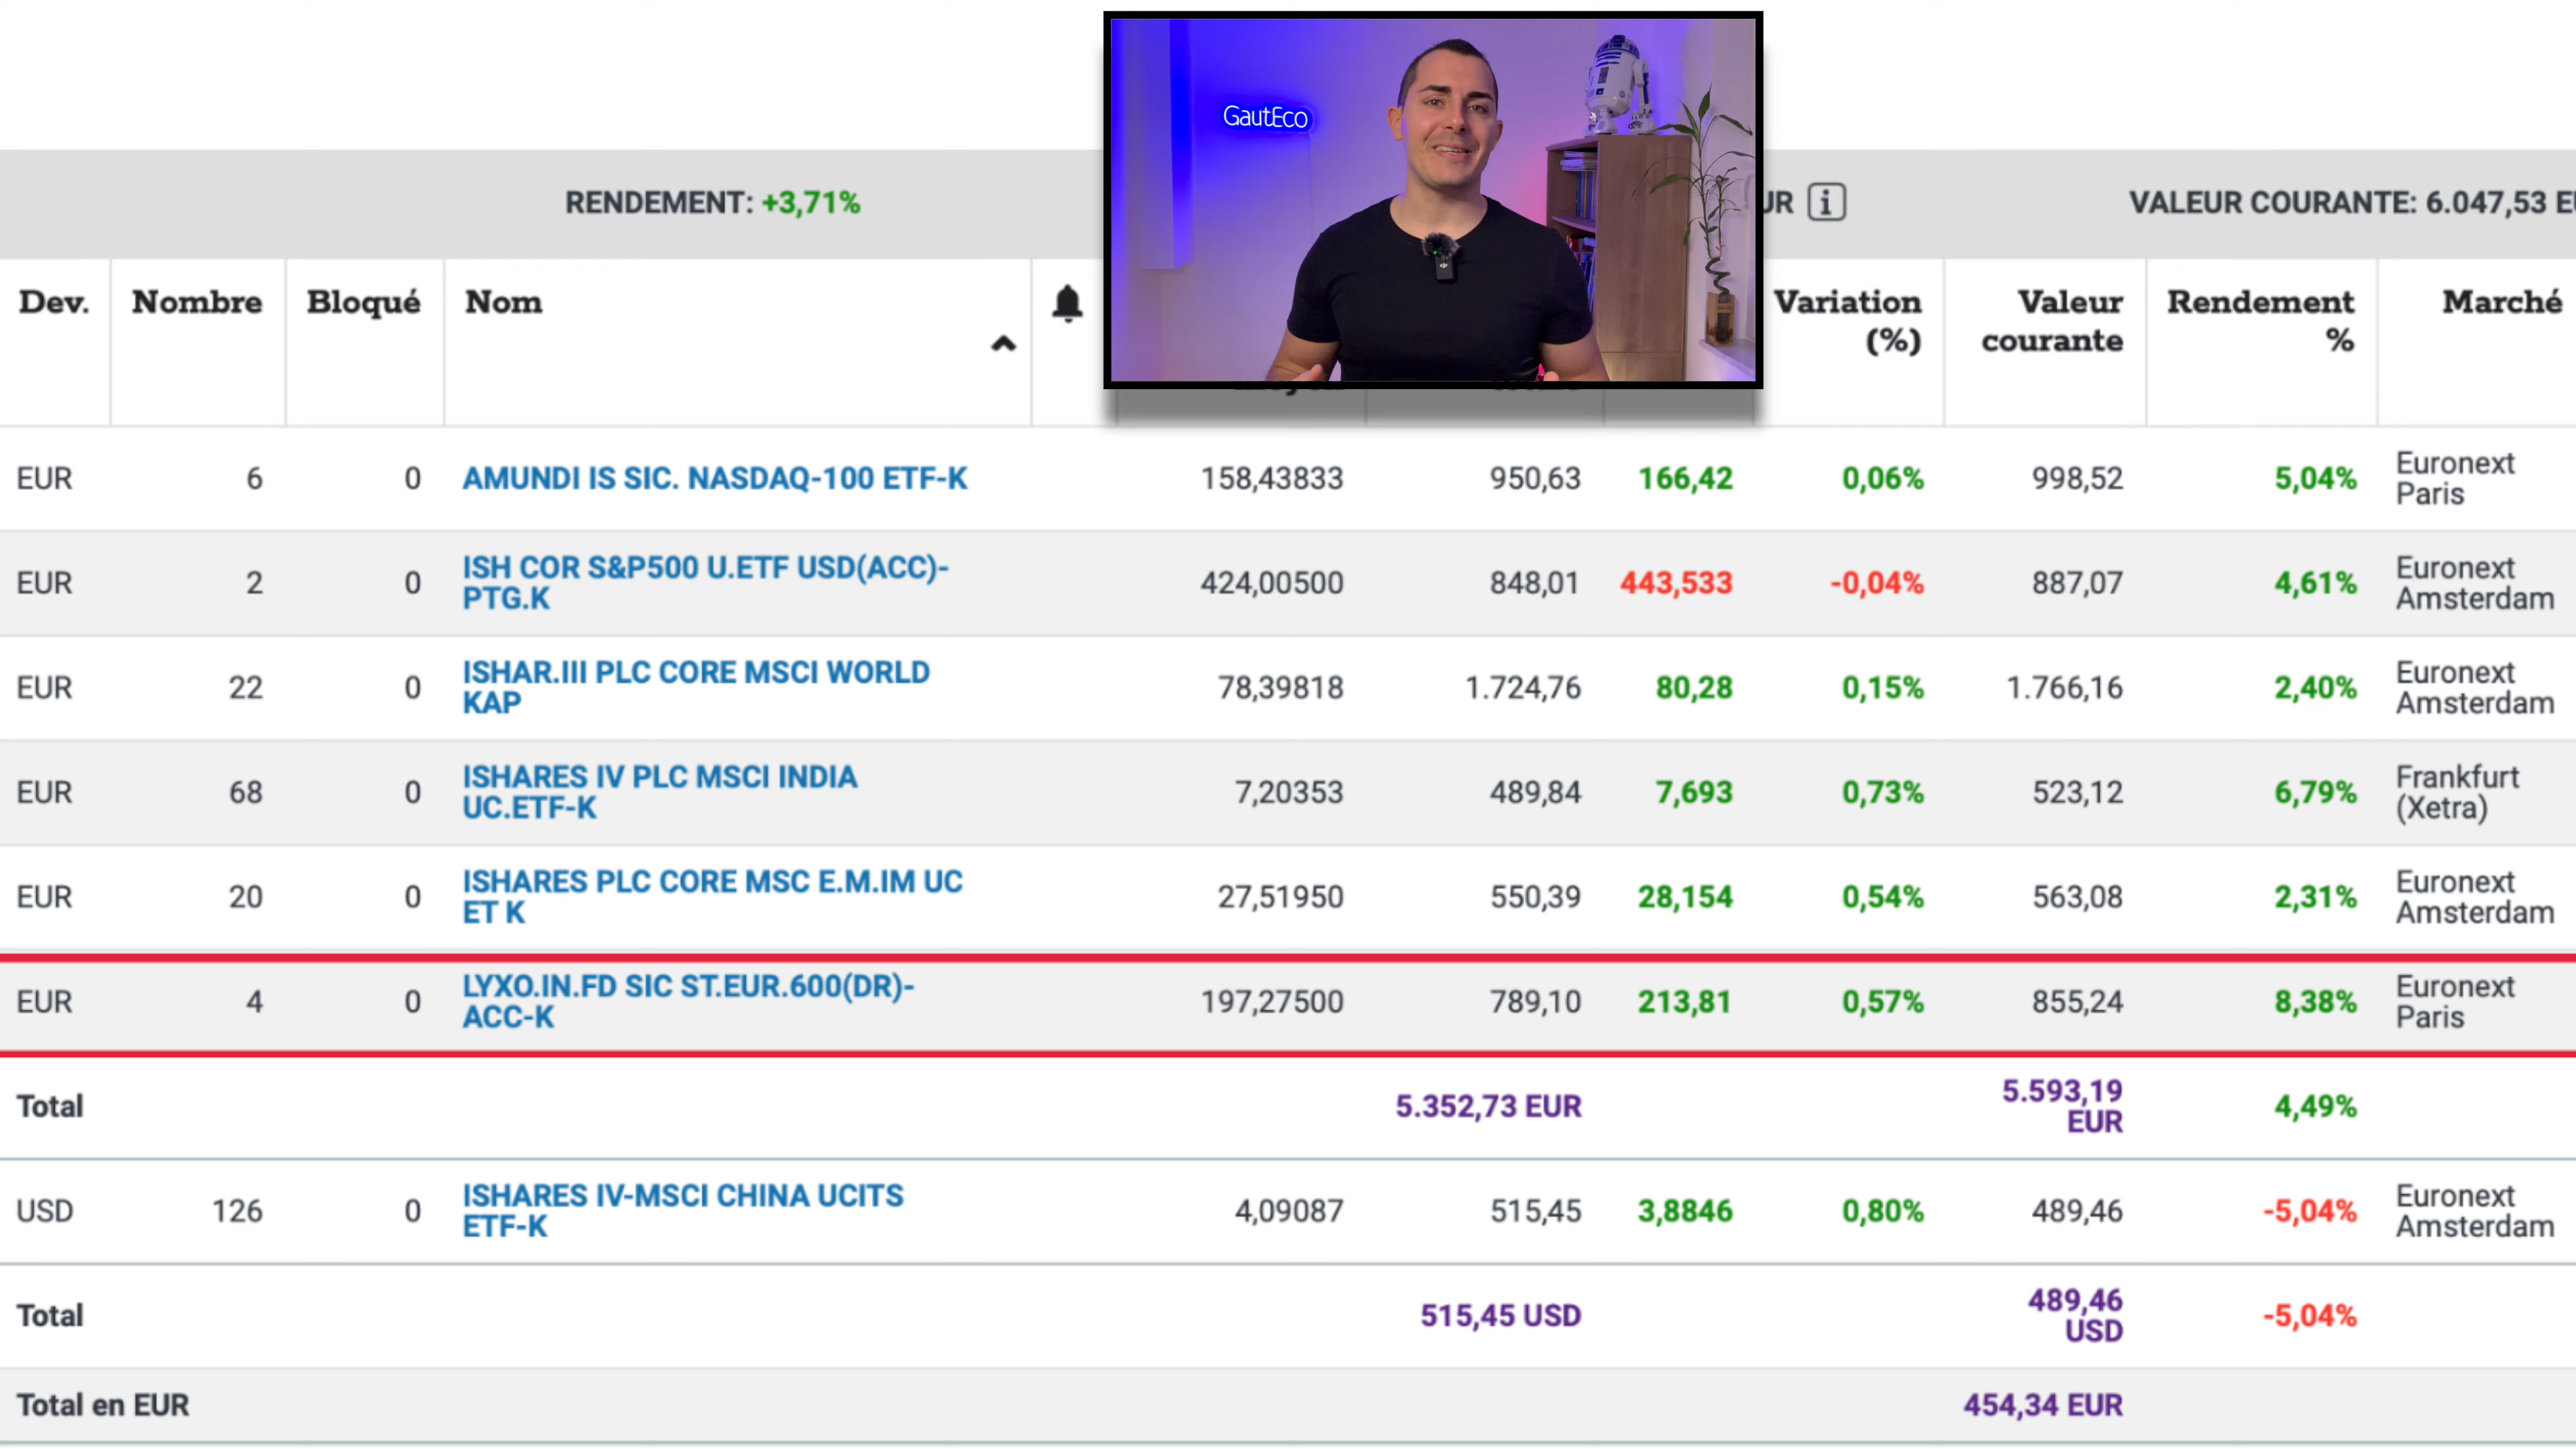 GautEco
RENDEMENT: +3,71%
VALEUR COURANTE: 6.047,53
Dev. Nombre Bloqué Nom Variation (%) Valeur courante Rendement % Marché
EUR 6 0 AMUNDI IS SIC. NASDAQ-100 ETF-K 158,43833 950,63 166,42 0,06% 998,52 5,04% Euronext
Paris
EUR 2 0 ISH COR S&P500 U.ETF USD(ACC)- 424,00500 848,01 443,533 -0,04% 887,07 4,61% Euronext
PTG.K Amsterdam
EUR 22 0 ISHAR.III PLC CORE MSCI WORLD 78,39818 1.724,76 80,28 0,15% 1.766,16 2,40% Euronext
KAP Amsterdam
EUR 68 0 ISHARES IV PLC MSCI INDIA 7,20353 489,84 7,693 0,73% 523,12 6,79% Frankfurt
UC.ETF-K (Xetra)
EUR 20 0 ISHARES PLC CORE MSC E.M.IM UC 27,51950 550,39 28,154 0,54% 563,08 2,31% Euronext
ET K Amsterdam
EUR 4 0 LYXO.IN.FD SIC ST.EUR.600(DR)- 197,27500 789,10 213,81 0,57% 855,24 8,38% Euronext
ACC-K Paris
Total 5.352,73 EUR 5.593,19 4,49%
EUR
USD 126 0 ISHARES IV-MSCI CHINA UCITS 4,09087 515,45 3,8846 0,80% 489,46 -5,04% Euronext
ETF-K Amsterdam
Total 515,45 USD 489,46 -5,04%
USD
Total en EUR 454,34 EUR